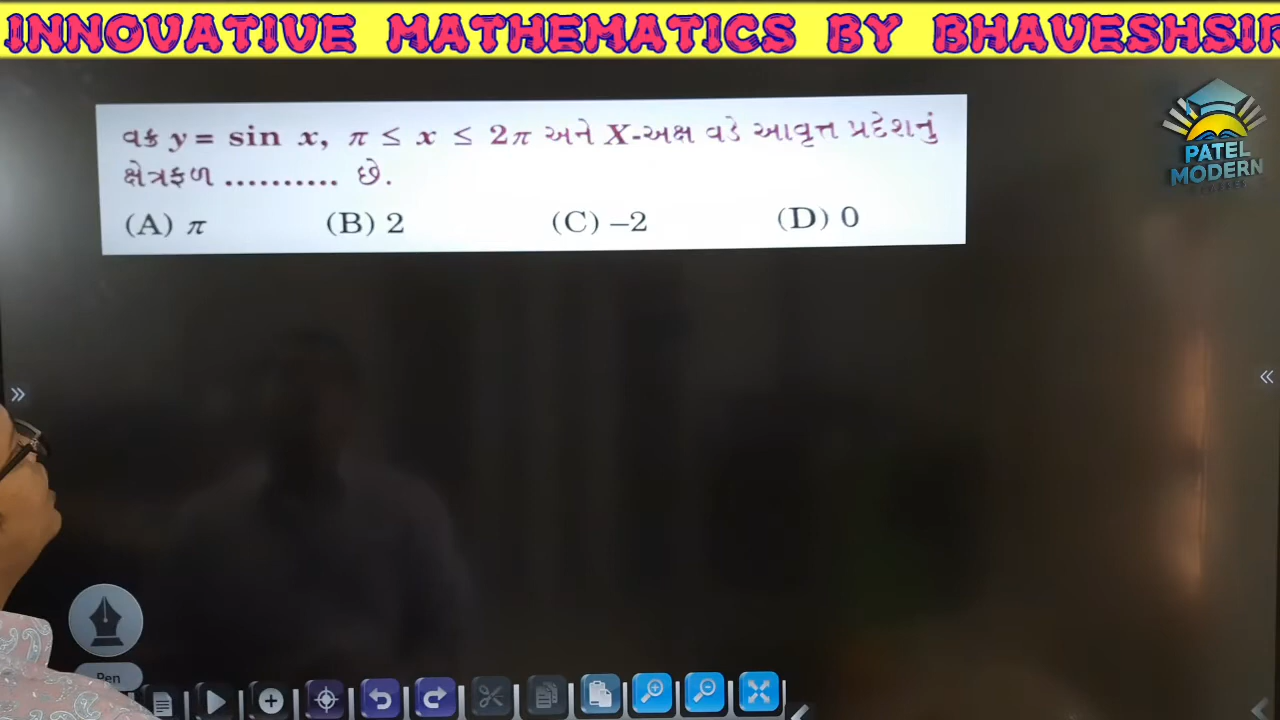 INNOVATIVE MATHEMATICS BY BHAVESHSIR
વક્ર y = sin x, π ≤ x ≤ 2π અને X-અક્ષ વડે આવૃત્ત પ્રદેશનું
ક્ષેત્રફળ .......... છે.
(A) π (B) 2 (C) –2 (D) 0
PATEL
MODERN
Pen